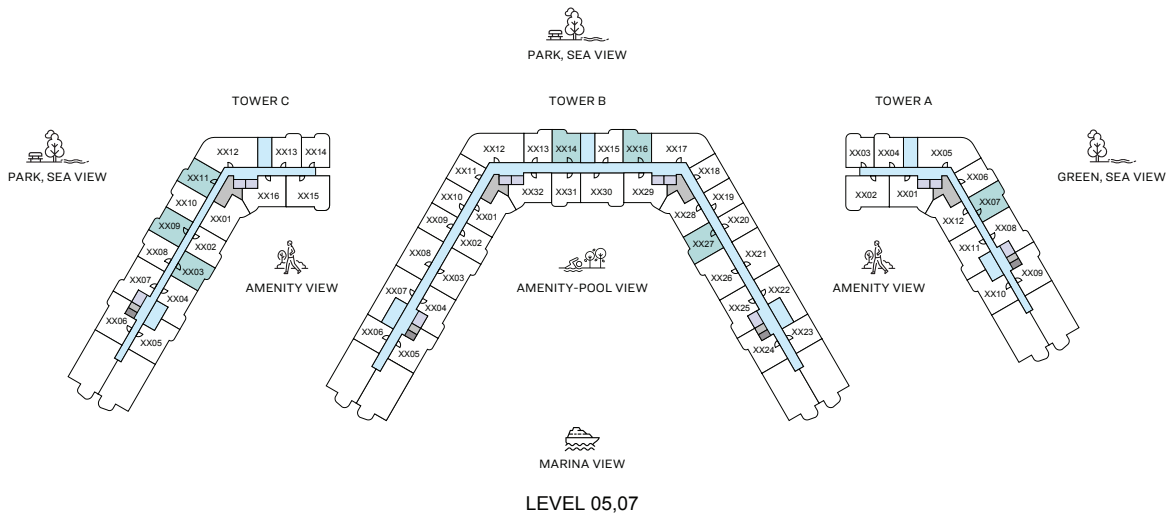 PARK, SEA VIEW
TOWER C
TOWER B
TOWER A
PARK, SEA VIEW
GREEN, SEA VIEW
XX12
XX13
XX14
XX11
XX10
XX09
XX08
XX07
XX06
XX16
XX15
XX01
XX02
XX03
XX04
XX05
XX12
XX13
XX14
XX15
XX16
XX17
XX11
XX10
XX09
XX08
XX07
XX06
XX32
XX31
XX30
XX29
XX01
XX02
XX03
XX04
XX05
XX18
XX19
XX20
XX21
XX22
XX23
XX28
XX27
XX26
XX25
XX24
XX03
XX04
XX05
XX02
XX01
XX06
XX07
XX08
XX09
XX12
XX11
XX10
AMENITY VIEW
AMENITY-POOL VIEW
AMENITY VIEW
MARINA VIEW
LEVEL 05,07